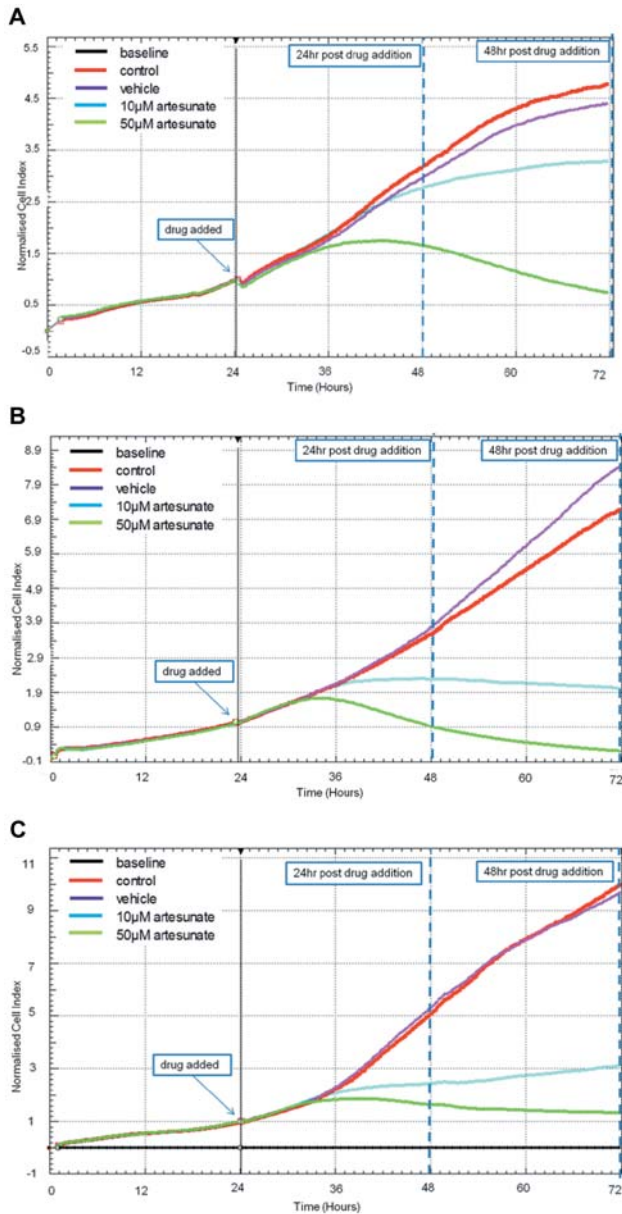 A
5.5
4.5
3.5
2.5
1.5
0.5
-0.5
Normalised Cell Index
baseline
control
vehicle
10µM artesunate
50µM artesunate
24hr post drug addition
48hr post drug addition
drug added
0
12
24
36
48
60
72
Time (Hours)
B
8.9
7.9
6.9
5.9
4.9
3.9
2.9
1.9
0.9
-0.1
Normalised Cell Index
baseline
control
vehicle
10µM artesunate
50µM artesunate
24hr post drug addition
48hr post drug addition
drug added
0
12
24
36
48
60
72
Time (Hours)
C
11
9
7
5
3
1
-1
Normalised Cell Index
baseline
control
vehicle
10µM artesunate
50µM artesunate
24hr post drug addition
48hr post drug addition
drug added
0
12
24
36
48
60
72
Time (Hours)